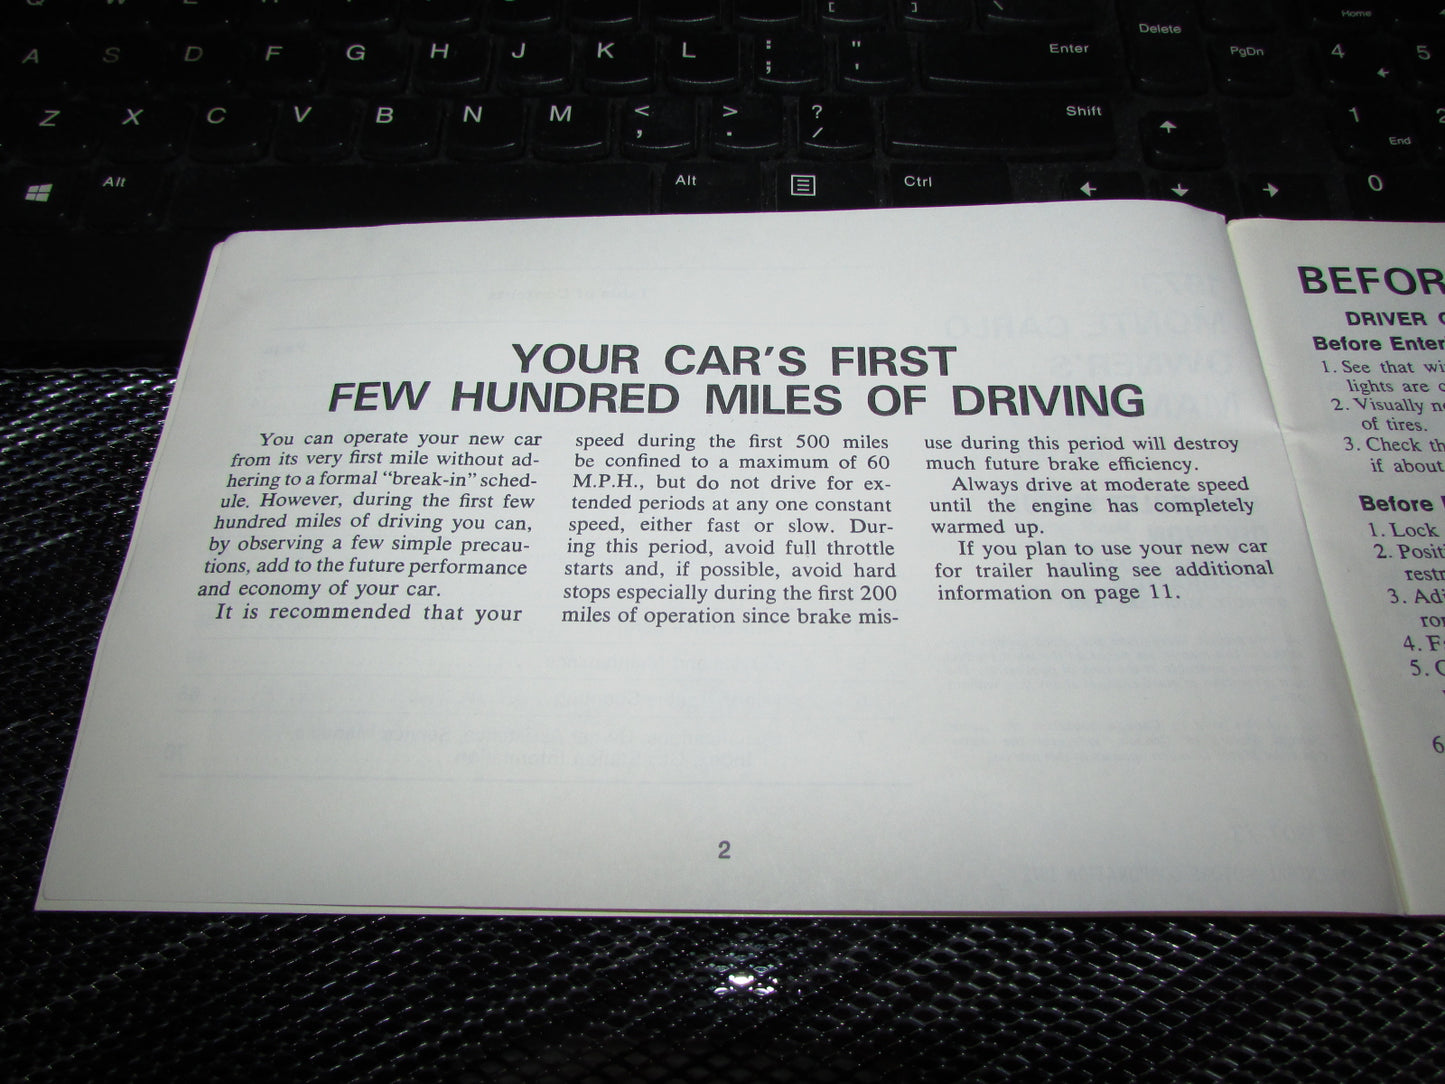 A S D F G H J K L : ; " ' Enter Delete PgDn Home 4 5
Z X C V B N M < , > . ? / Shift 1 End
Alt Alt Ctrl 0
YOUR CAR'S FIRST
FEW HUNDRED MILES OF DRIVING
You can operate your new car
from its very first mile without ad-
hering to a formal “break-in” sched-
ule. However, during the first few
hundred miles of driving you can,
by observing a few simple precau-
tions, add to the future performance
and economy of your car.
It is recommended that your
speed during the first 500 miles
be confined to a maximum of 60
M.P.H., but do not drive for ex-
tended periods at any one constant
speed, either fast or slow. Dur-
ing this period, avoid full throttle
starts and, if possible, avoid hard
stops especially during the first 200
miles of operation since brake mis-
use during this period will destroy
much future brake efficiency.
Always drive at moderate speed
until the engine has completely
warmed up.
If you plan to use your new car
for trailer hauling see additional
information on page 11.
2
BEFOR
DRIVER
Before Enter
1. See that wi
lights are
2. Visually
of tires.
3. Check th
if about
Before
1. Lock
2. Positi
restr
3. Ad
4.
5.
6